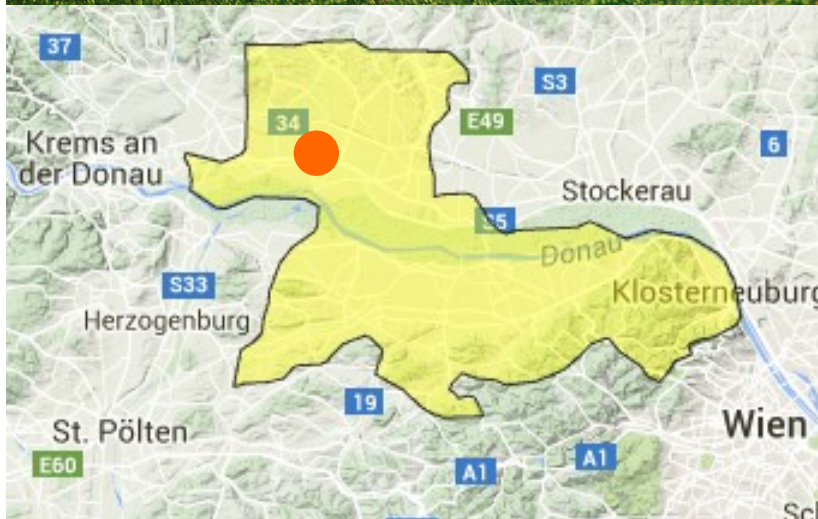 37
S3
34
E49
6
Krems an
der Donau
Stockerau
S5
Donau
S33
Klosterneuburg
Herzogenburg
19
St. Pölten
Wien
E60
A1
A1
Scl